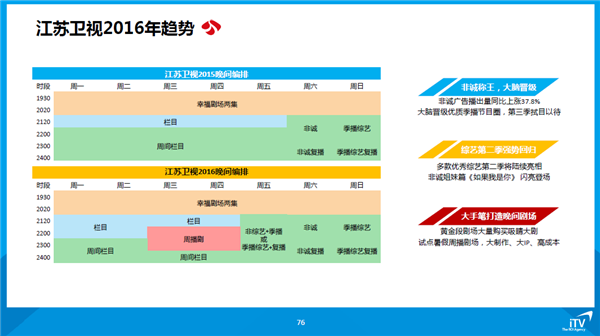 江苏卫视2016年趋势
江苏卫视2015晚间编排
时段 周一 周二 周三 周四 周五 周六 周日
1930
2020
幸福剧场两集
2120
2200
2300
2400
栏目
周间栏目
非诚 季播综艺
非诚复播 季播综艺复播
江苏卫视2016晚间编排
时段 周一 周二 周三 周四 周五 周六 周日
1930
2020
幸福剧场两集
2120
2200
2300
2400
栏目
栏目
周播剧
周间栏目
周间栏目
非综艺+季播
或
季播综艺+复播
非诚 季播综艺
非诚复播 季播综艺复播
非诚称王，大脑晋级
非诚广告播出量同比上涨37.8%
大脑晋级优质季播节目圈，第三季拭目以待
综艺第二季强势回归
多款优秀综艺第二季将陆续亮相
非诚姐妹篇《如果我是你》 闪亮登场
大手笔打造晚间剧场
黄金段剧场大量购买吸睛大剧
试点暑假周播剧场，大制作、大IP、高成本
76
iTV